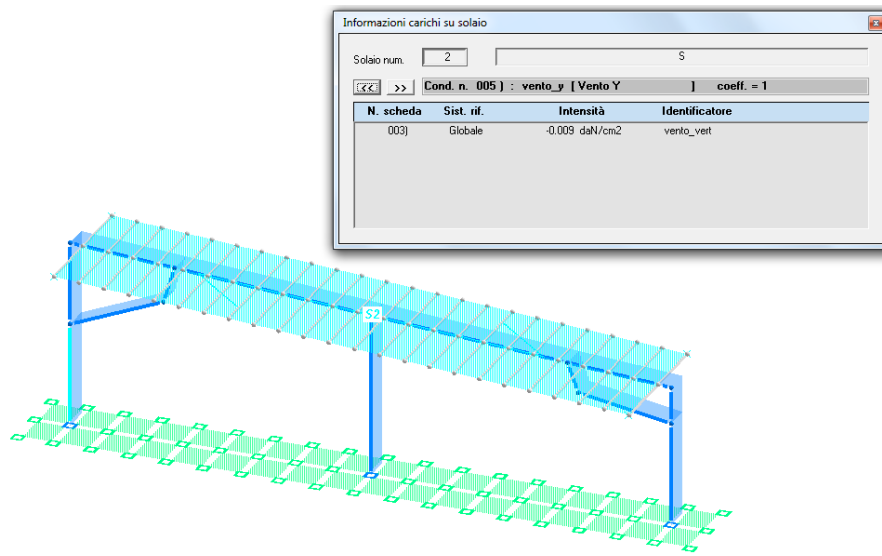 Informazioni carichi su solaio
Solaio num. 2 S
<< >> Cond. n. 005 ) : vento_y [ Vento Y ] coeff. = 1
N. scheda Sist. rif. Intensità Identificatore
003) Globale -0.009 daN/cm2 vento_vert
S2